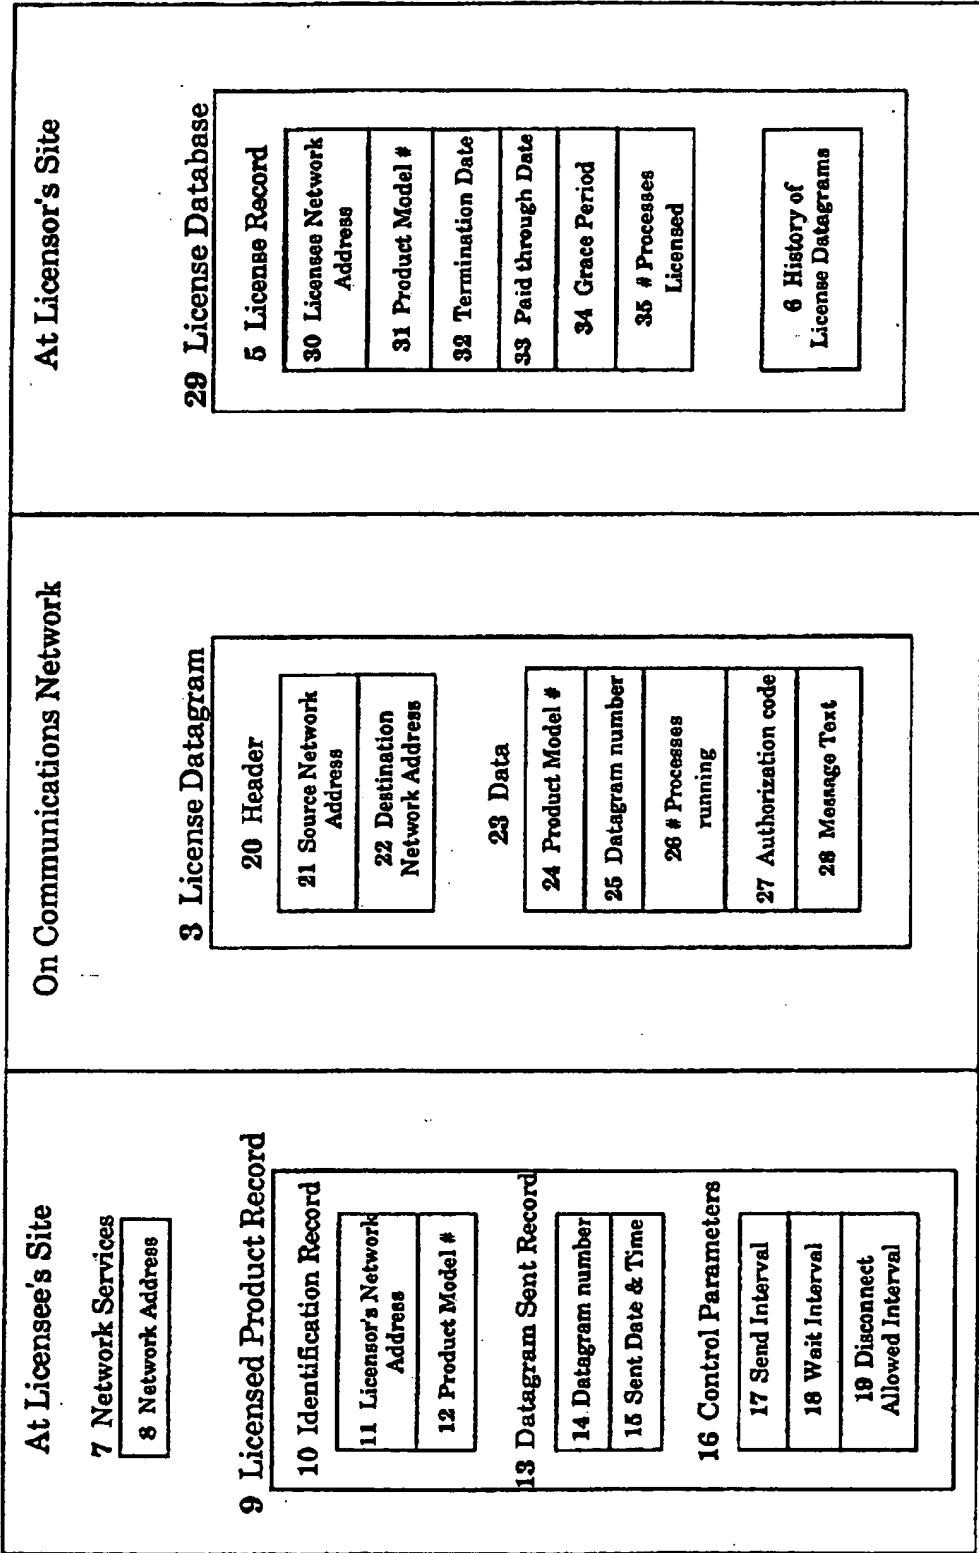 At Licensee's Site
7 Network Services
8 Network Address
9 Licensed Product Record
10 Identification Record
11 Licensor's Network
Address
12 Product Model #
13 Datagram Sent Record
14 Datagram number
15 Sent Date & Time
16 Control Parameters
17 Send Interval
18 Wait Interval
19 Disconnect
Allowed Interval
On Communications Network
3 License Datagram
20 Header
21 Source Network
Address
22 Destination
Network Address
23 Data
24 Product Model #
25 Datagram number
26 # Processes
running
27 Authorization code
28 Message Text
At Licensor's Site
29 License Database
5 License Record
30 Licensee Network
Address
31 Product Model #
32 Termination Date
33 Paid through Date
34 Grace Period
35 # Processes
Licensed
6 History of
License Datagrams